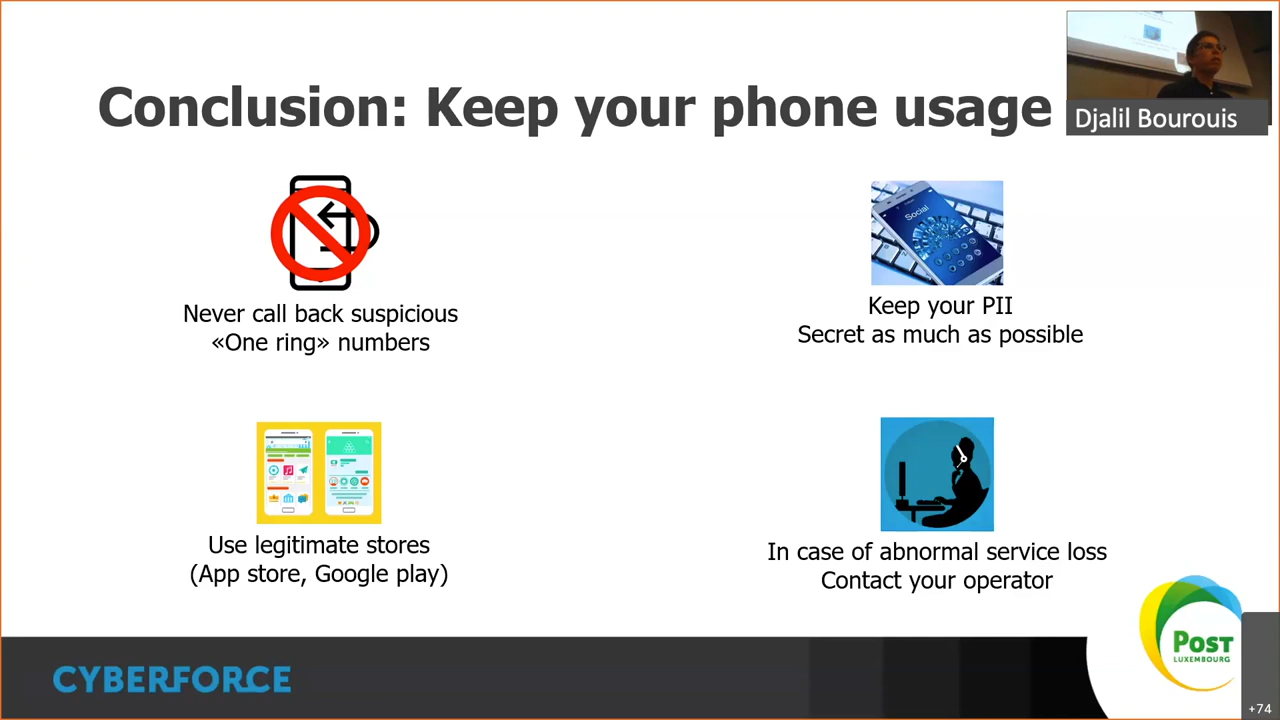 Conclusion: Keep your phone usage
Djalil Bourouis
Never call back suspicious
«One ring» numbers
Social
Keep your PII
Secret as much as possible
Use legitimate stores
(App store, Google play)
In case of abnormal service loss
Contact your operator
CYBERFORCE
POST
LUXEMBOURG
+74